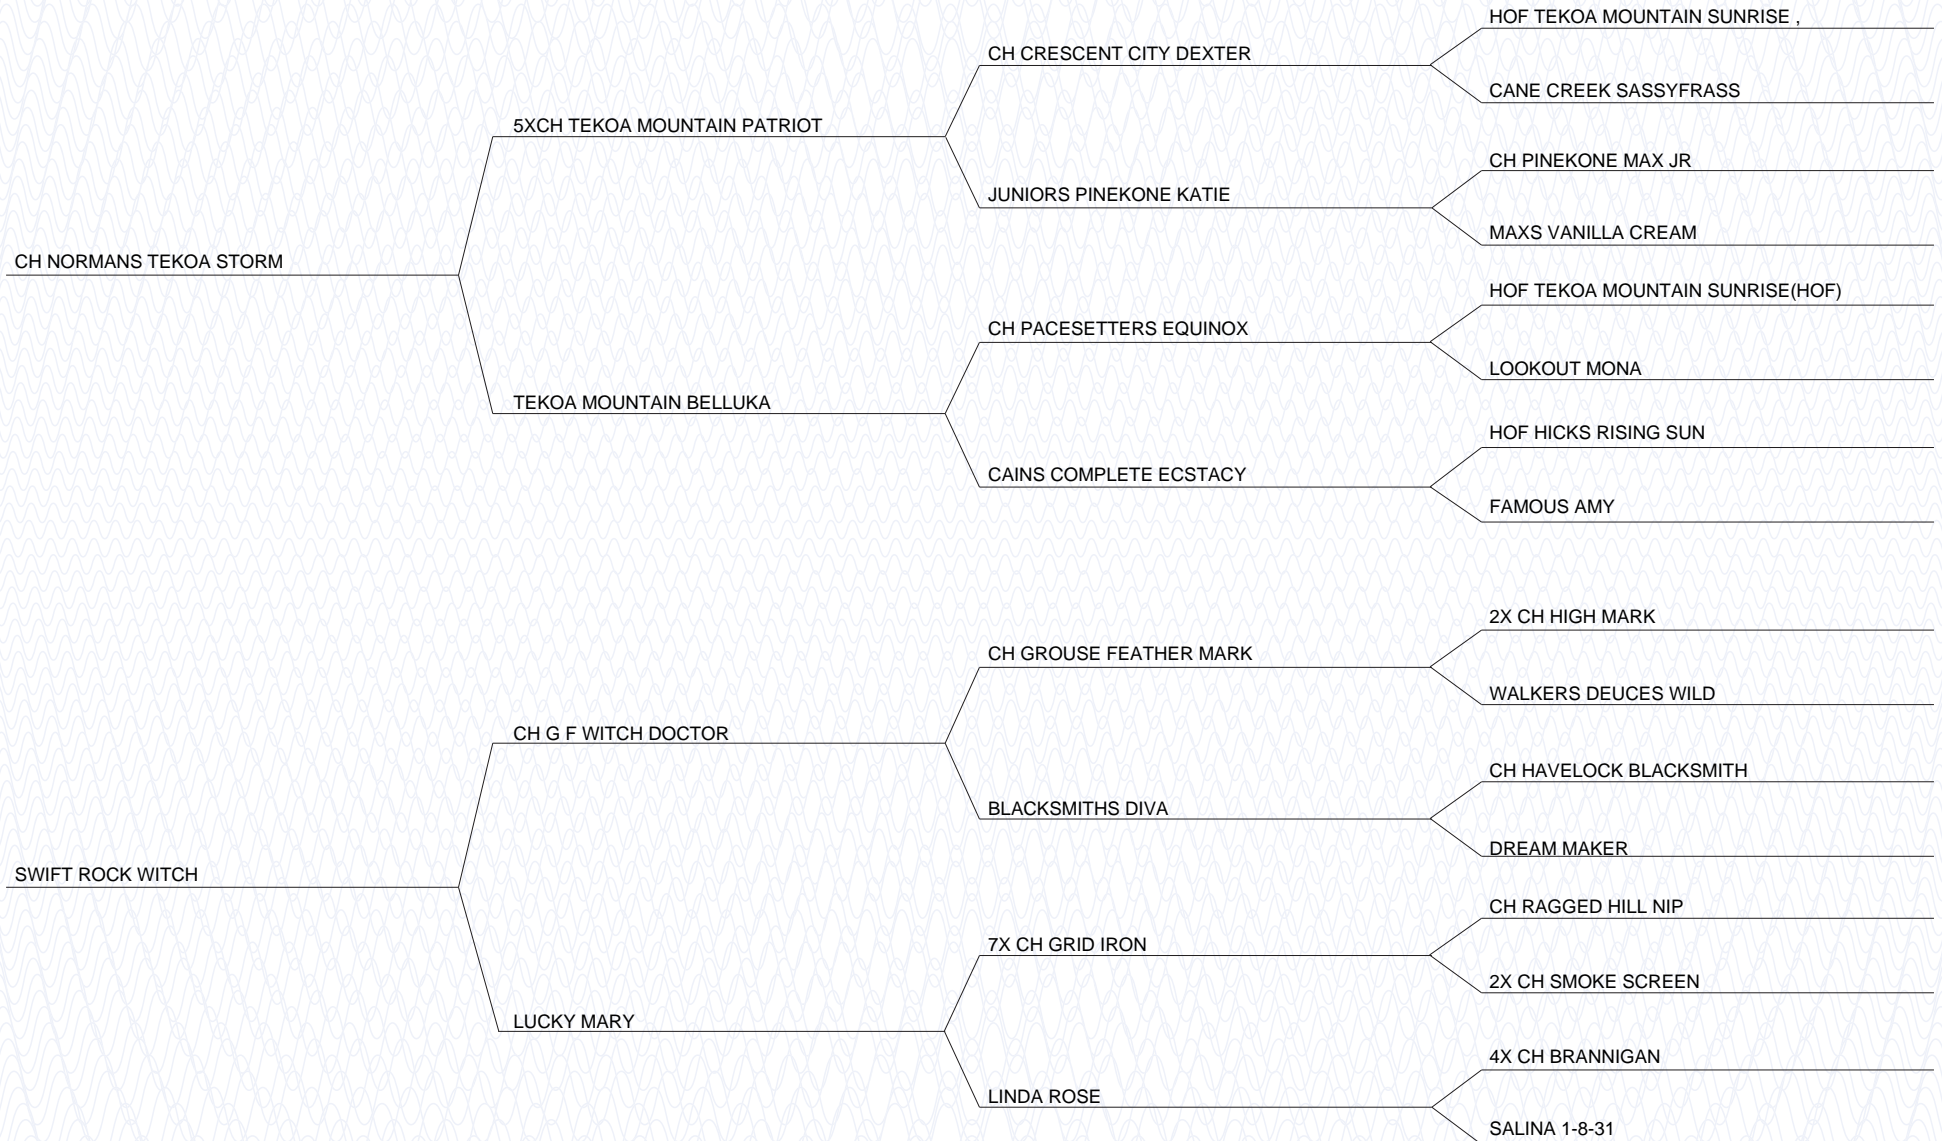 HOF TEKOA MOUNTAIN SUNRISE ,
CH CRESCENT CITY DEXTER
CANE CREEK SASSYFRASS
5XCH TEKOA MOUNTAIN PATRIOT
CH PINEKONE MAX JR
JUNIORS PINEKONE KATIE
MAXS VANILLA CREAM
CH NORMANS TEKOA STORM
HOF TEKOA MOUNTAIN SUNRISE(HOF)
CH PACESETTERS EQUINOX
LOOKOUT MONA
TEKOA MOUNTAIN BELLUKA
HOF HICKS RISING SUN
CAINS COMPLETE ECSTACY
FAMOUS AMY
2X CH HIGH MARK
CH GROUSE FEATHER MARK
WALKERS DEUCES WILD
CH G F WITCH DOCTOR
CH HAVELOCK BLACKSMITH
BLACKSMITHS DIVA
DREAM MAKER
SWIFT ROCK WITCH
CH RAGGED HILL NIP
7X CH GRID IRON
2X CH SMOKE SCREEN
LUCKY MARY
4X CH BRANNIGAN
LINDA ROSE
SALINA 1-8-31